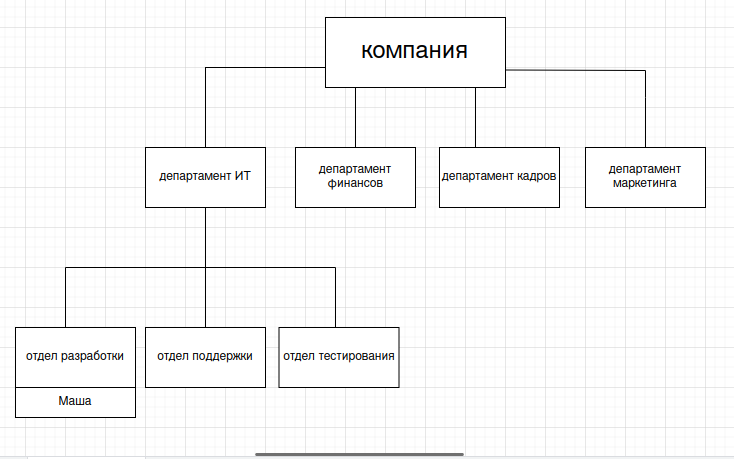 компания
департамент ИТ
департамент
финансов
департамент кадров
департамент
маркетинга
отдел разработки
отдел поддержки
отдел тестирования
Маша